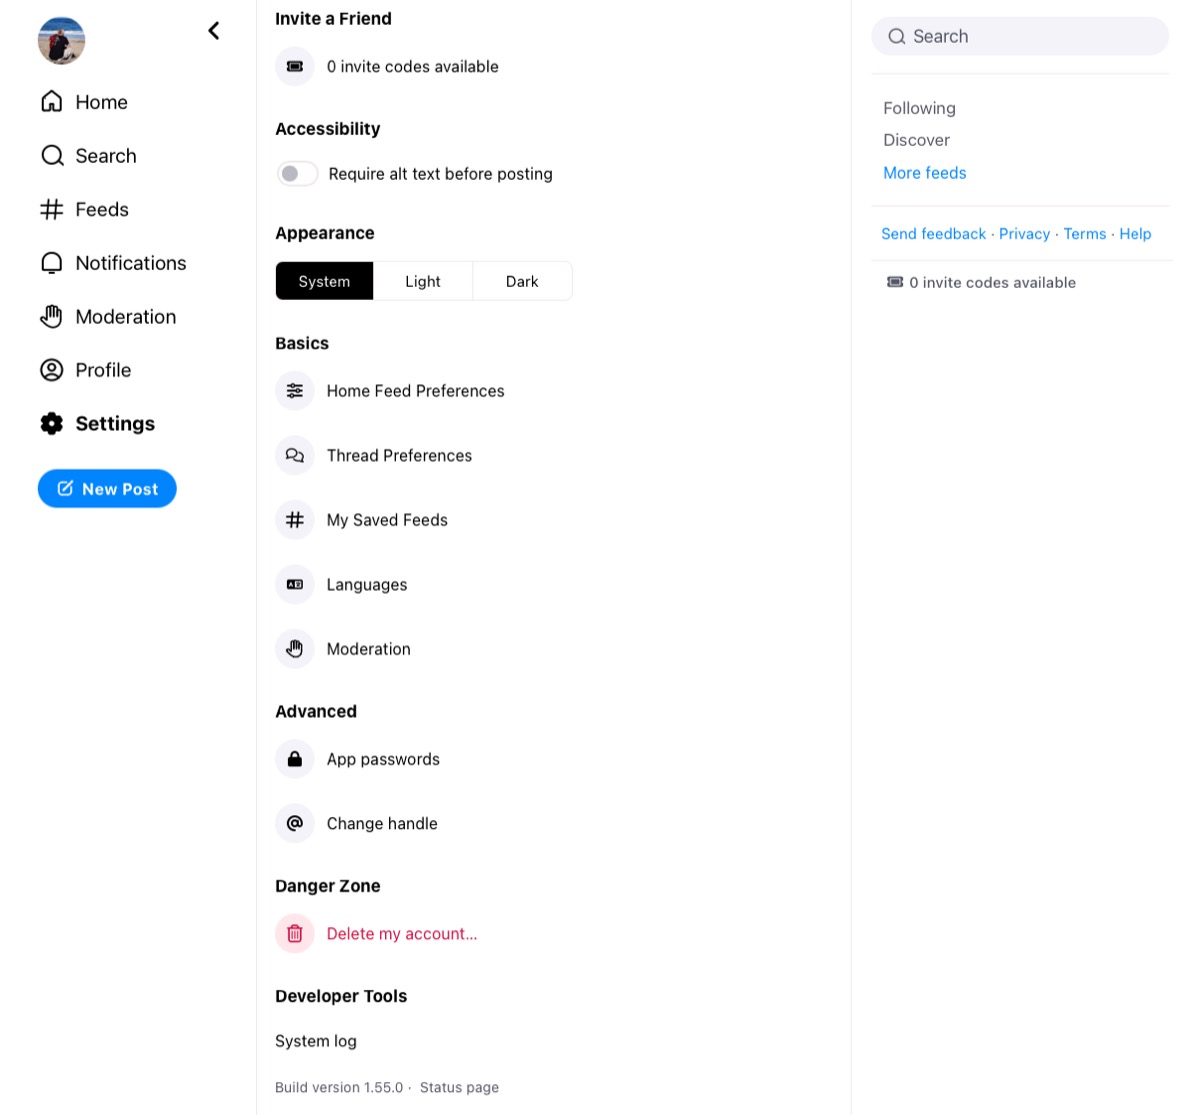 Home
Search
Feeds
Notifications
Moderation
Profile
Settings
New Post
Invite a Friend
0 invite codes available
Accessibility
Require alt text before posting
Appearance
System Light Dark
Basics
Home Feed Preferences
Thread Preferences
My Saved Feeds
Languages
Moderation
Advanced
App passwords
Change handle
Danger Zone
Delete my account...
Developer Tools
System log
Build version 1.55.0 · Status page
Search
Following
Discover
More feeds
Send feedback · Privacy · Terms · Help
0 invite codes available